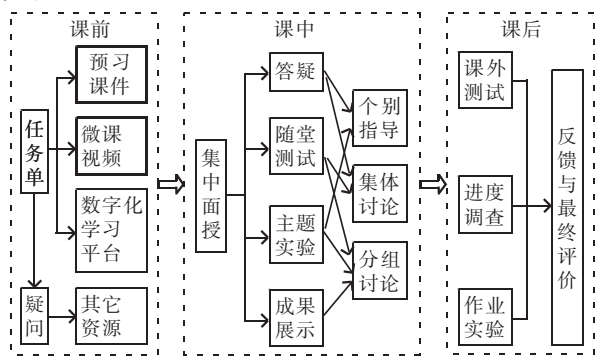 课前
预习
课件
任
务
单
微课
视频
数字化
学习
平台
疑
问
其它
资源
课中
集
中
面
授
答疑
随堂
测试
主题
实验
成果
展示
个别
指导
集体
讨论
分组
讨论
课后
课外
测试
进度
调查
作业
实验
反
馈
与
最
终
评
价